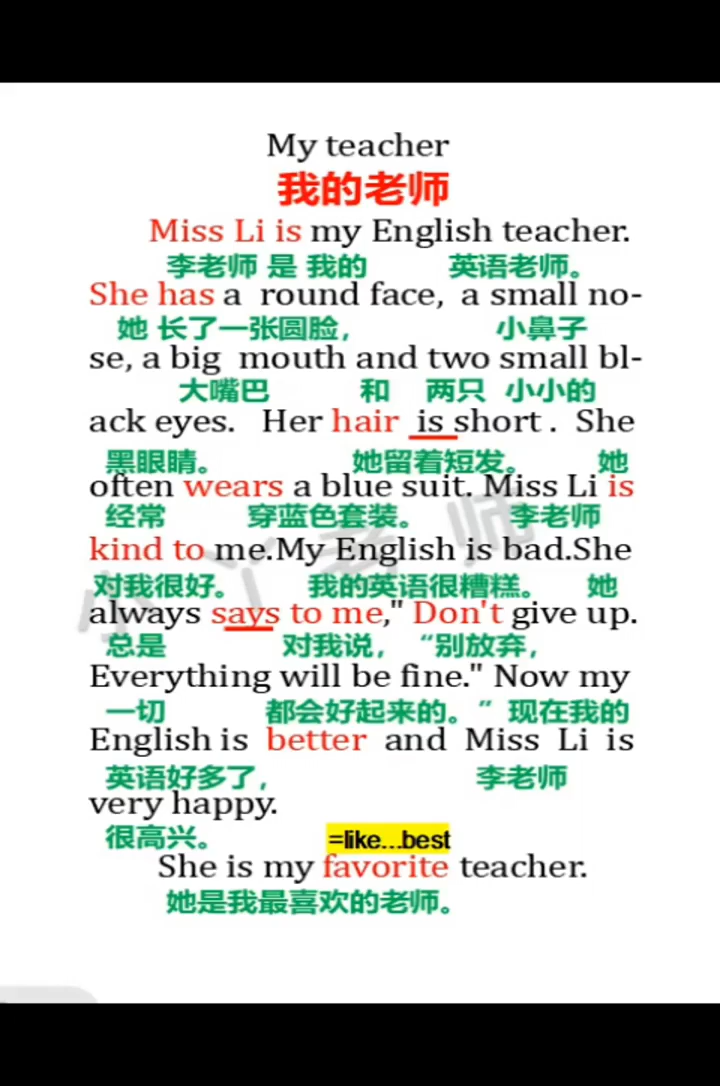 My teacher
我的老师
Miss Li is my English teacher.
李老师 是 我的 英语老师。
She has a round face, a small no-
她 长了一张圆脸， 小鼻子
se, a big mouth and two small bl-
大嘴巴 和 两只 小小的
ack eyes. Her hair is short . She
黑眼睛。 她留着短发。 她
often wears a blue suit. Miss Li is
经常 穿蓝色套装。 李老师
kind to me.My English is bad.She
对我很好。 我的英语很糟糕。 她
always says to me," Don't give up.
总是 对我说，“别放弃，
Everything will be fine." Now my
一切 都会好起来的。”现在我的
English is better and Miss Li is
英语好多了， 李老师
very happy.
很高兴。 =like...best
She is my favorite teacher.
她是我最喜欢的老师。
小丫老师